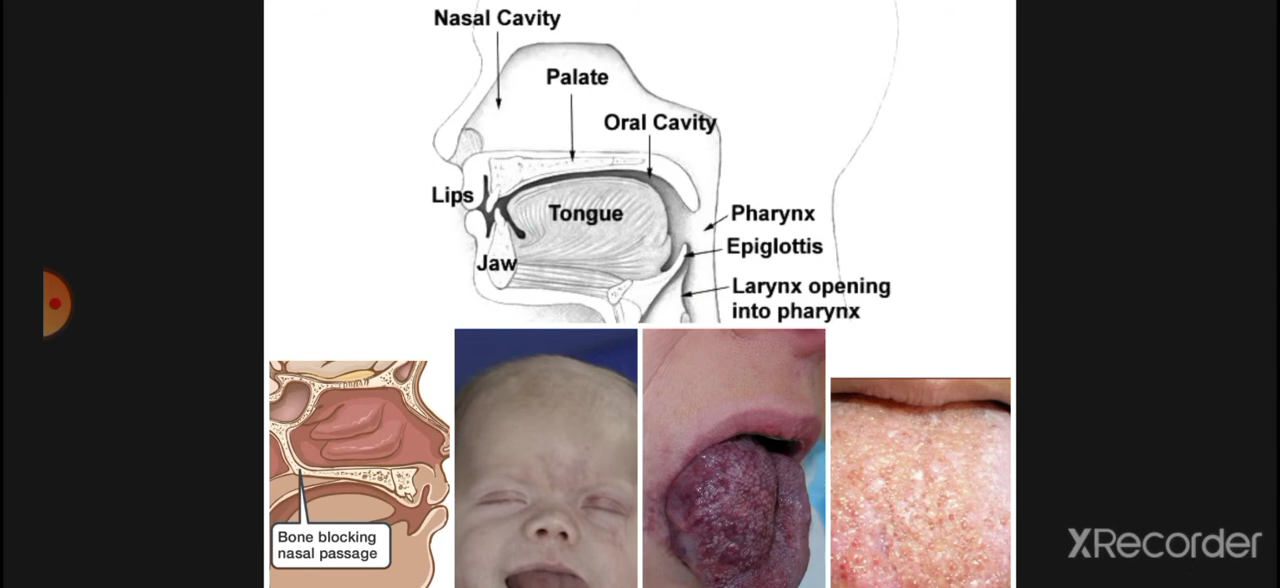 Nasal Cavity
Palate
Oral Cavity
Lips
Tongue
Pharynx
Epiglottis
Jaw
Larynx opening
into pharynx
Bone blocking
nasal passage
XRecorder